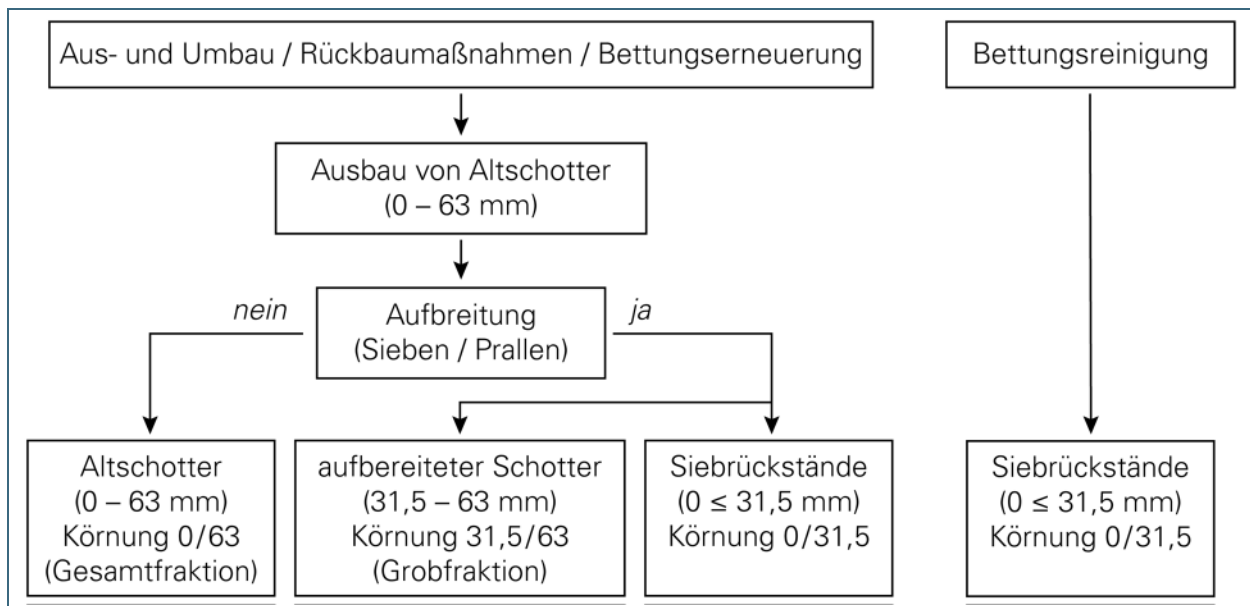 Aus- und Umbau / Rückbaumaßnahmen / Bettungserneuerung
Bettungsreinigung
Ausbau von Altschotter
(0 – 63 mm)
nein
Aufbreitung
(Sieben / Prallen)
ja
Altschotter
(0 – 63 mm)
Körnung 0/63
(Gesamtfraktion)
aufbereiteter Schotter
(31,5 – 63 mm)
Körnung 31,5/63
(Grobfraktion)
Siebrückstände
(0 ≤ 31,5 mm)
Körnung 0/31,5
Siebrückstände
(0 ≤ 31,5 mm)
Körnung 0/31,5